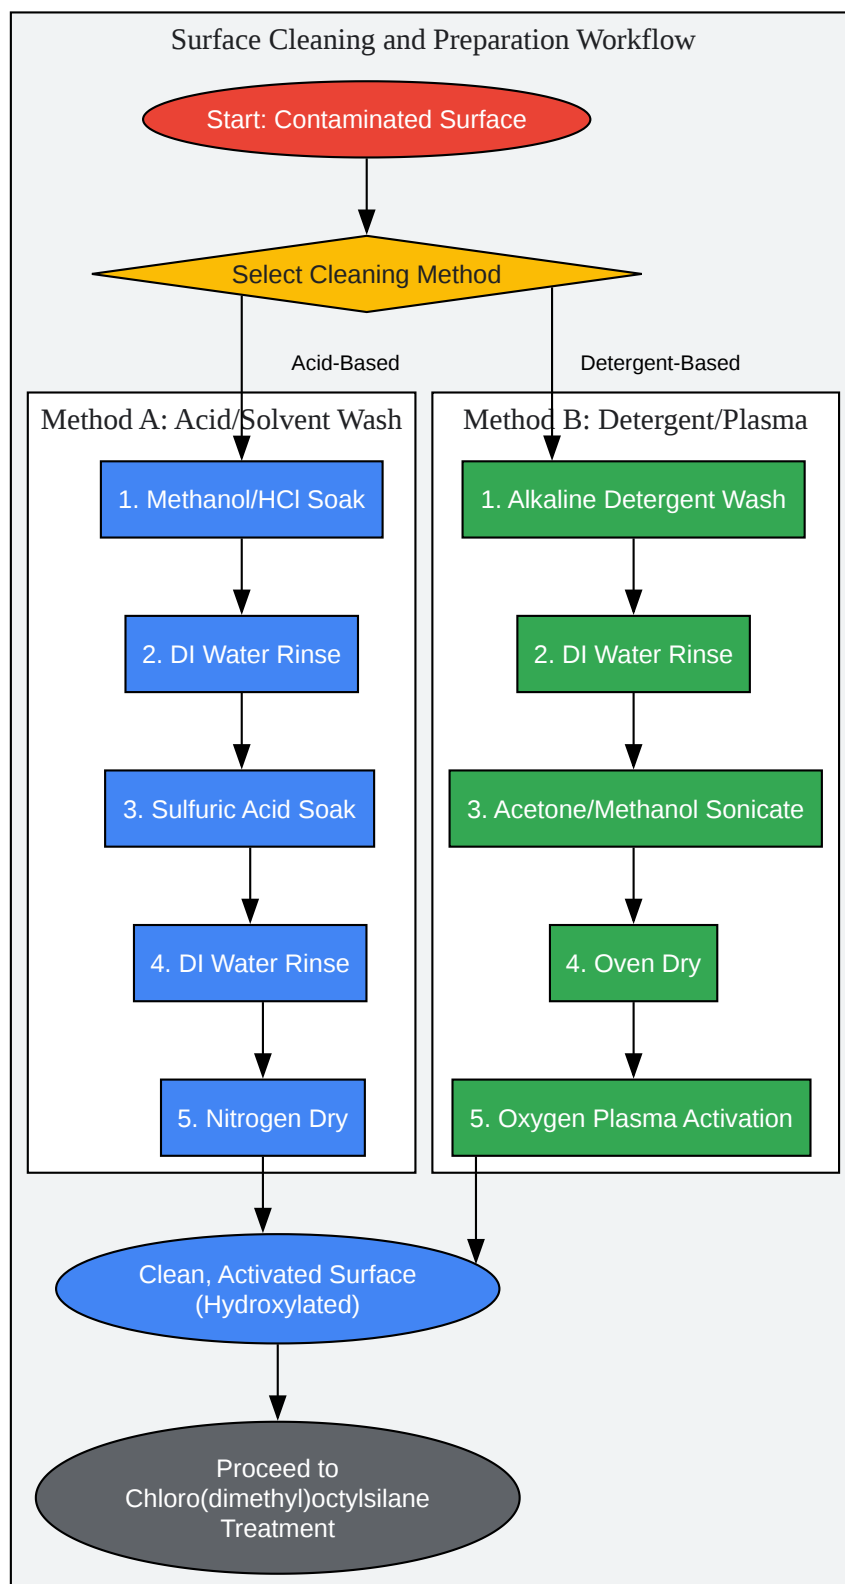 Surface Cleaning and Preparation Workflow
Start: Contaminated Surface
Select Cleaning Method
Acid-Based
Detergent-Based
Method A: Acid/Solvent Wash
1. Methanol/HCl Soak
2. DI Water Rinse
3. Sulfuric Acid Soak
4. DI Water Rinse
5. Nitrogen Dry
Method B: Detergent/Plasma
1. Alkaline Detergent Wash
2. DI Water Rinse
3. Acetone/Methanol Sonicate
4. Oven Dry
5. Oxygen Plasma Activation
Clean, Activated Surface
(Hydroxylated)
Proceed to
Chloro(dimethyl)octylsilane
Treatment